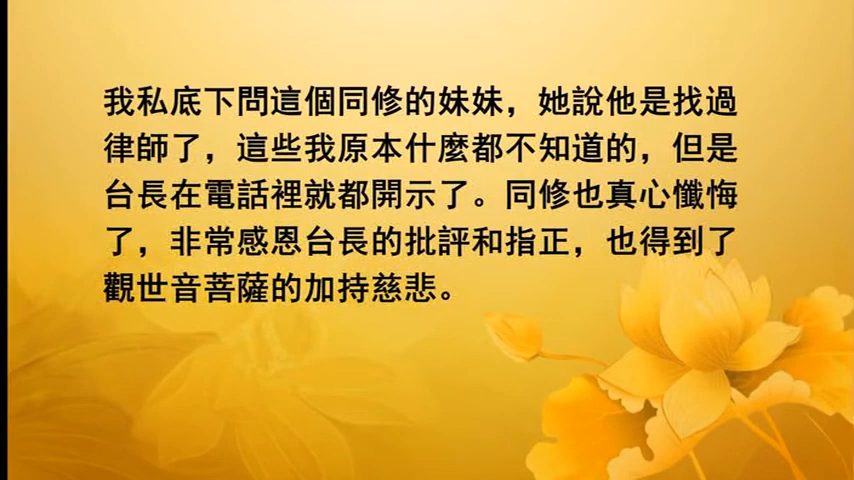 我私底下問這個同修的妹妹，她說他是找過
律師了，這些我原本什麼都不知道的，但是
台長在電話裡就都開示了。同修也真心懺悔
了，非常感恩台長的批評和指正，也得到了
觀世音菩薩的加持慈悲。